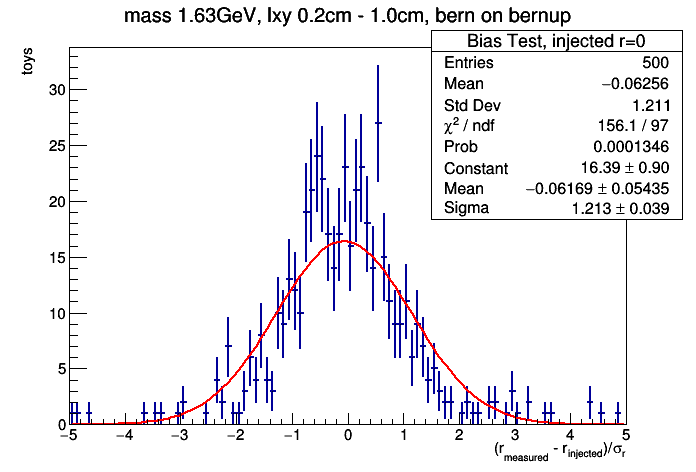 mass 1.63GeV, lxy 0.2cm - 1.0cm, bern on bernup
Bias Test, injected r=0
Entries 500
Mean −0.06256
Std Dev 1.211
χ² / ndf 156.1 / 97
Prob 0.0001346
Constant 16.39 ± 0.90
Mean −0.06169 ± 0.05435
Sigma 1.213 ± 0.039
toys
30
25
20
15
10
5
0
−5 −4 −3 −2 −1 0 1 2 3 4 5
(r_measured - r_injected)/σ_r